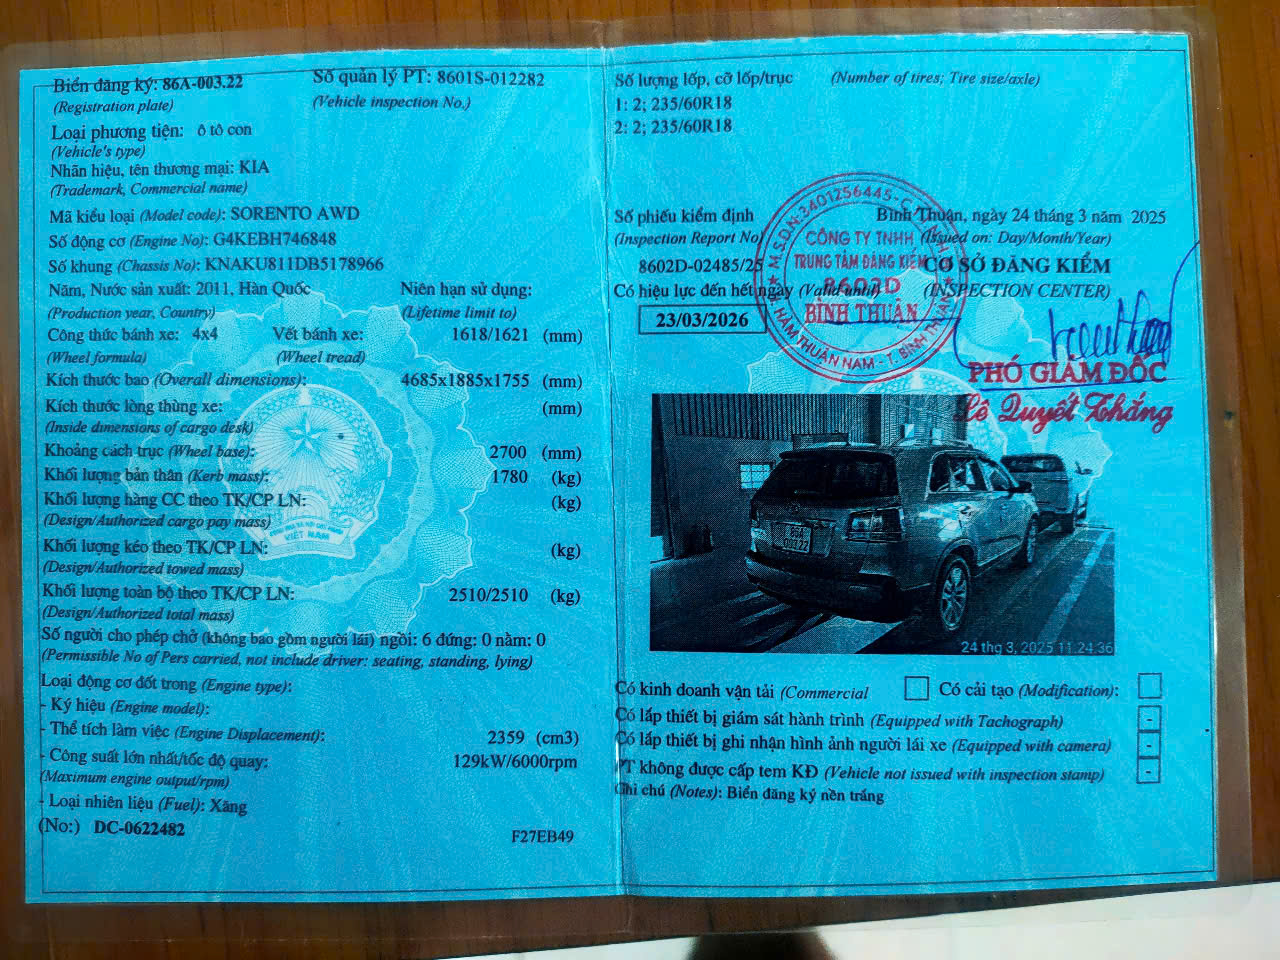 Biển đăng ký: 86A-003.22 Số quản lý PT: 8601S-012282
(Registration plate) (Vehicle inspection No.)
Loại phương tiện: ô tô con
(Vehicle's type)
Nhãn hiệu, tên thương mại: KIA
(Trademark, Commercial name)
Mã kiểu loại (Model code): SORENTO AWD
Số động cơ (Engine No): G4KEBH746848
Số khung (Chassis No): KNAKU811DB5178966
Năm, Nước sản xuất: 2011, Hàn Quốc Niên hạn sử dụng:
(Production year, Country) (Lifetime limit to)
Công thức bánh xe: 4x4 Vết bánh xe: 1618/1621 (mm)
(Wheel formula) (Wheel tread)
Kích thước bao (Overall dimensions): 4685x1885x1755 (mm)
Kích thước lòng thùng xe: (mm)
(Inside dimensions of cargo desk)
Khoảng cách trục (Wheel base): 2700 (mm)
Khối lượng bản thân (Kerb mass): 1780 (kg)
Khối lượng hàng CC theo TK/CP LN: (kg)
(Design/Authorized cargo pay mass)
Khối lượng kéo theo TK/CP LN: (kg)
(Design/Authorized towed mass)
Khối lượng toàn bộ theo TK/CP LN: 2510/2510 (kg)
(Design/Authorized total mass)
Số người cho phép chở (không bao gồm người lái) ngồi: 6 đứng: 0 nằm: 0
(Permissible No of Pers carried, not include driver: seating, standing, lying)
Loại động cơ đốt trong (Engine type):
- Ký hiệu (Engine model):
- Thể tích làm việc (Engine Displacement): 2359 (cm3)
- Công suất lớn nhất/tốc độ quay: 129kW/6000rpm
(Maximum engine output/rpm)
- Loại nhiên liệu (Fuel): Xăng
(No:) DC-0622482 F27EB49
VIỆT NAM
Số lượng lốp, cỡ lốp/trục (Number of tires; Tire size/axle)
1: 2; 235/60R18
2: 2; 235/60R18
Số phiếu kiểm định Bình Thuận, ngày 24 tháng 3 năm 2025
(Inspection Report No) (Issued on: Day/Month/Year)
8602D-02485/25 CƠ SỞ ĐĂNG KIỂM
Có hiệu lực đến hết ngày (Valid until) (INSPECTION CENTER)
23/03/2026
M.S.D.N:3401256445-C.
CÔNG TY TNHH
TRUNG TÂM ĐĂNG KIỂM
8602D
BÌNH THUẬN
H. HÀM THUẬN NAM - T. BÌNH THUẬN
PHÓ GIÁM ĐỐC
Lê Quyết Thắng
86A
003.22
24 thg 3, 2025 11:24:36
Có kinh doanh vận tải (Commercial Có cải tạo (Modification):
Có lắp thiết bị giám sát hành trình (Equipped with Tachograph) -
Có lắp thiết bị ghi nhận hình ảnh người lái xe (Equipped with camera) -
PT không được cấp tem KĐ (Vehicle not issued with inspection stamp) -
Ghi chú (Notes): Biển đăng ký nền trắng